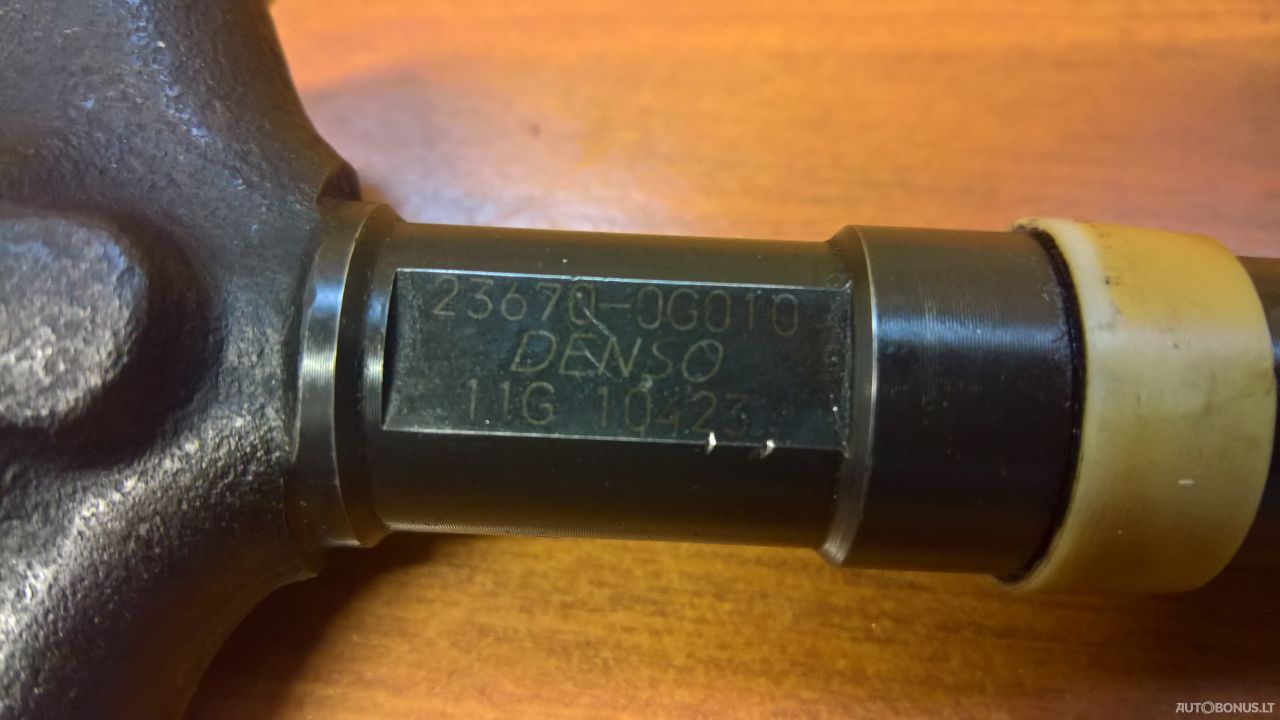 23670-0G010
DENSO
11G 10423
AUTOBONUS.LT